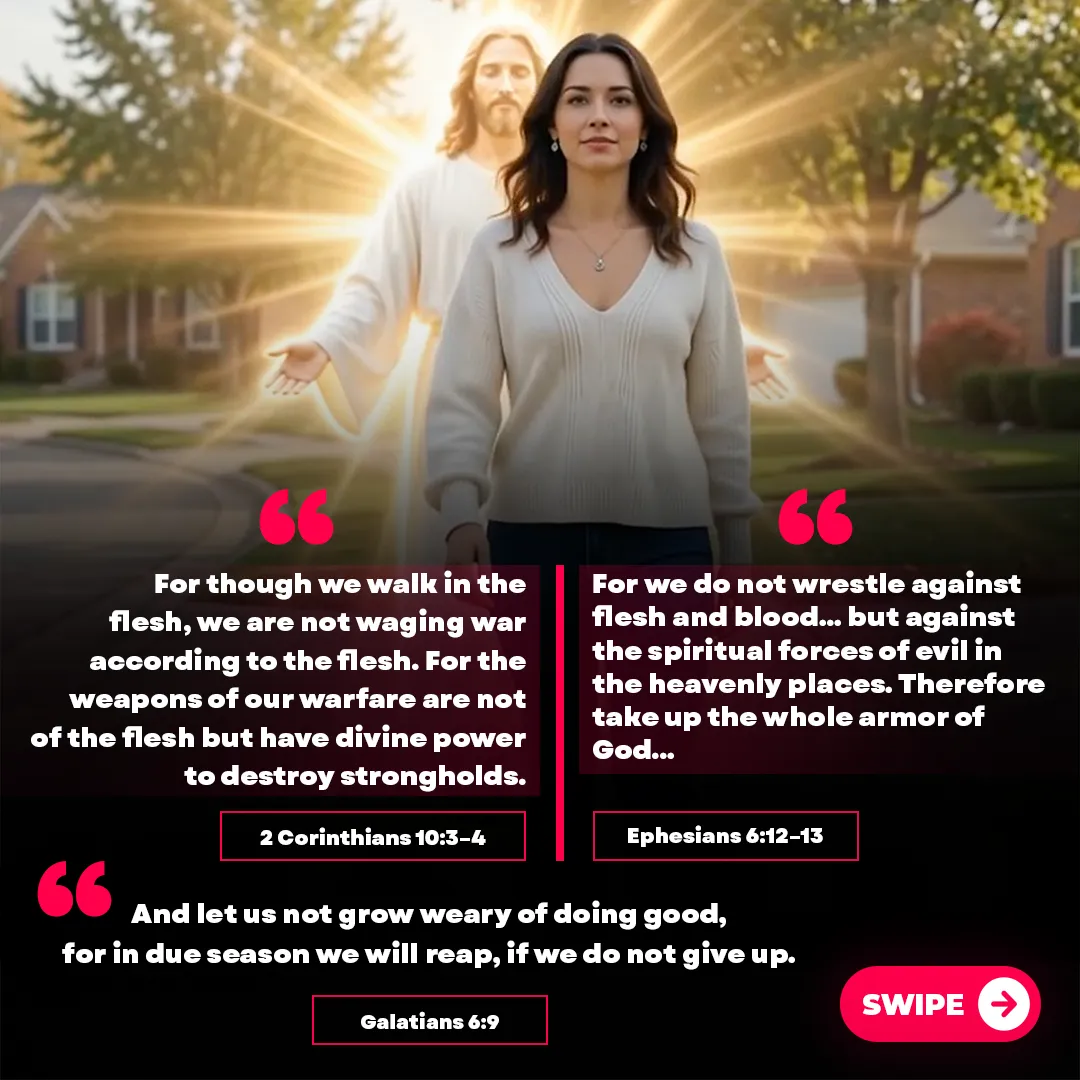 For though we walk in the
flesh, we are not waging war
according to the flesh. For the
weapons of our warfare are not
of the flesh but have divine power
to destroy strongholds.
2 Corinthians 10:3–4
For we do not wrestle against
flesh and blood... but against
the spiritual forces of evil in
the heavenly places. Therefore
take up the whole armor of
God...
Ephesians 6:12–13
And let us not grow weary of doing good,
for in due season we will reap, if we do not give up.
Galatians 6:9
SWIPE